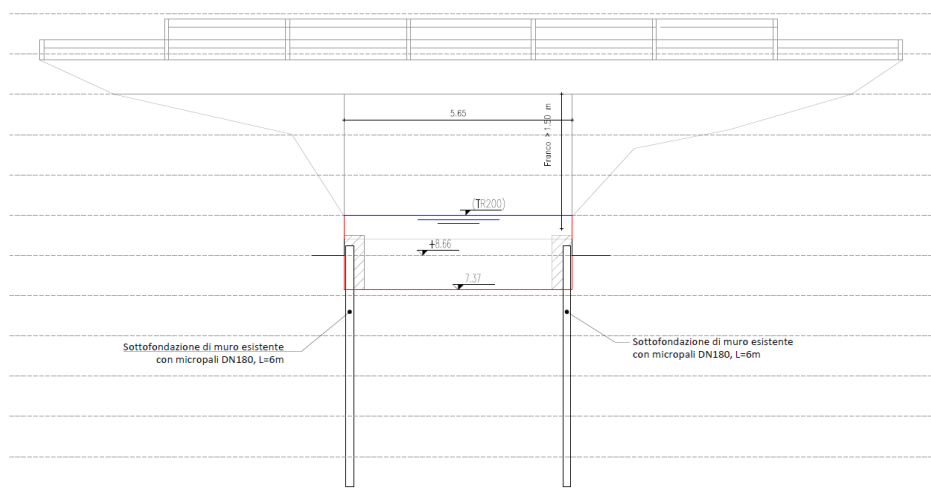 5.65
Franco > 1.50 m
(TR200)
+8.66
7.37
Sottofondazione di muro esistente
con micropali DN180, L=6m
Sottofondazione di muro esistente
con micropali DN180, L=6m